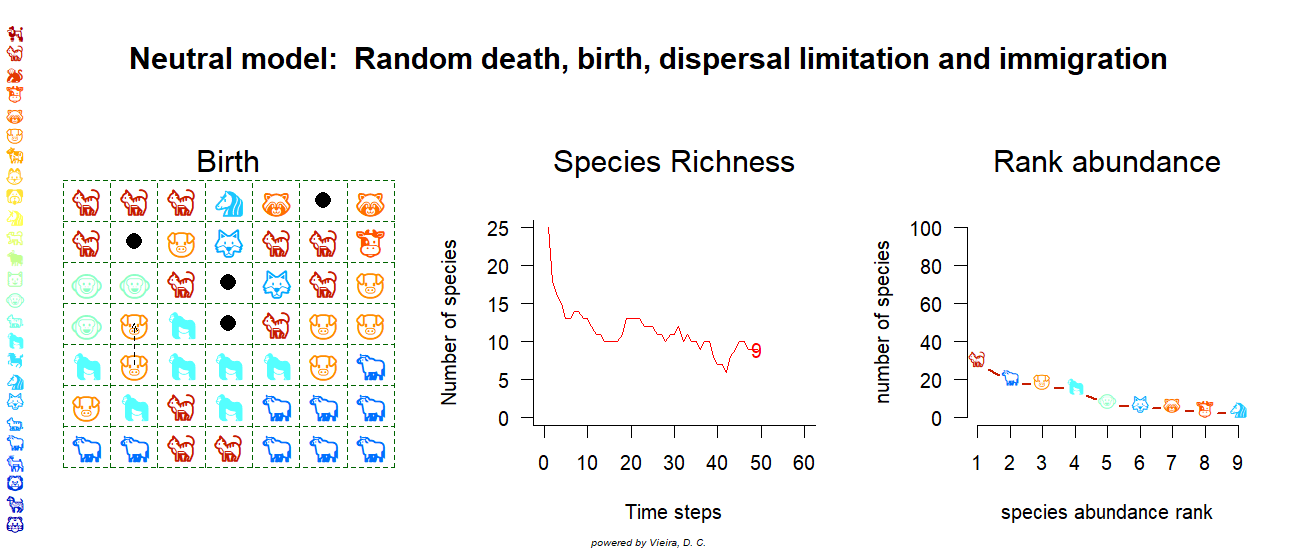 Neutral model:  Random death, birth, dispersal limitation and immigration
Birth
Species Richness
Number of species
25
20
15
10
5
0
9
0 10 20 30 40 50 60
Time steps
Rank abundance
number of species
100
80
60
40
20
0
1 2 3 4 5 6 7 8 9
species abundance rank
powered by Vieira, D. C.